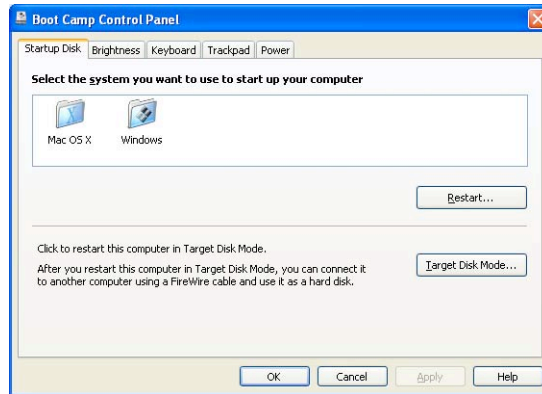 Boot Camp Control Panel
Startup Disk Brightness Keyboard Trackpad Power
Select the system you want to use to start up your computer
Mac OS X Windows
Restart...
Click to restart this computer in Target Disk Mode.
After you restart this computer in Target Disk Mode, you can connect it
to another computer using a FireWire cable and use it as a hard disk.
Target Disk Mode...
OK Cancel Apply Help